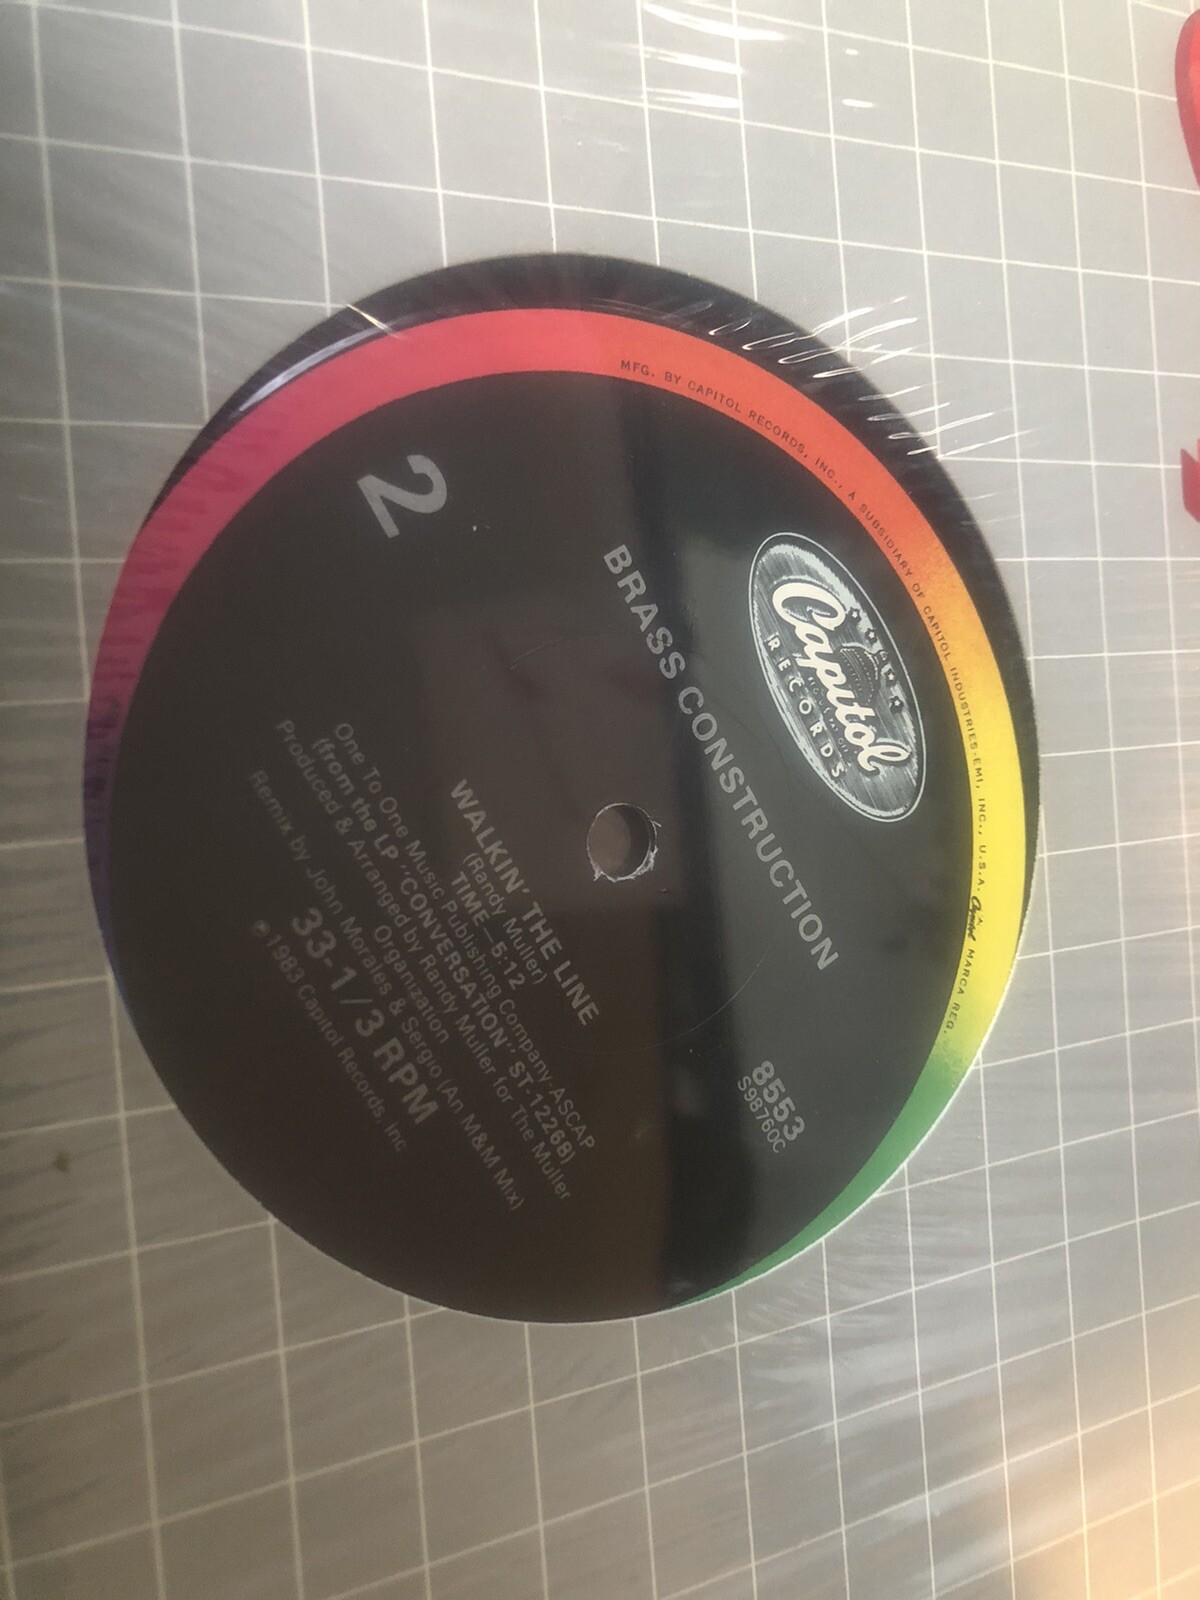 MFG. BY CAPITOL RECORDS, INC., A SUBSIDIARY OF CAPITOL INDUSTRIES-EMI, INC., U.S.A. MARCA REG.
Capitol
RECORDS
BRASS CONSTRUCTION
2
8553
S98760C
WALKIN' THE LINE
(Randy Muller)
TIME—5:12
One To One Music Publishing Company-ASCAP
(from the LP "CONVERSATION" ST-12268)
Produced & Arranged by Randy Muller for The Muller
Organization
Remix by John Morales & Sergio (An M&M Mix)
33-1/3 RPM
℗1983 Capitol Records, Inc